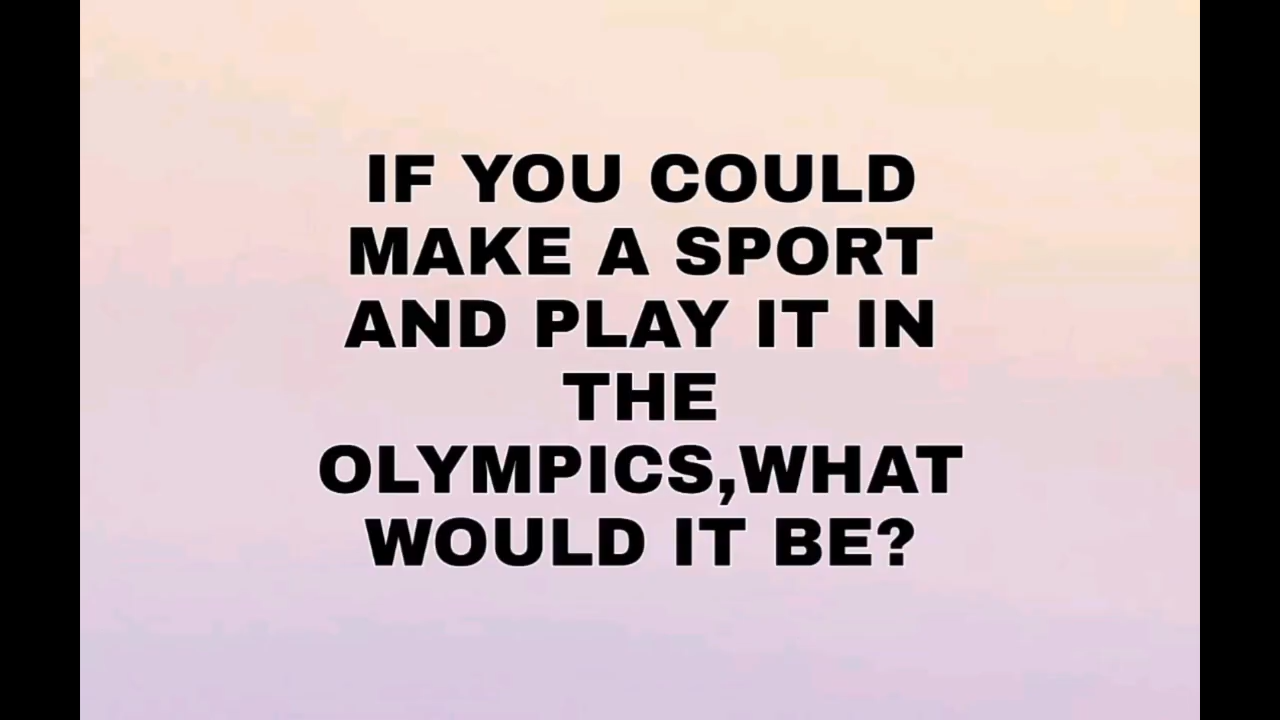 IF YOU COULD
MAKE A SPORT
AND PLAY IT IN
THE
OLYMPICS,WHAT
WOULD IT BE?